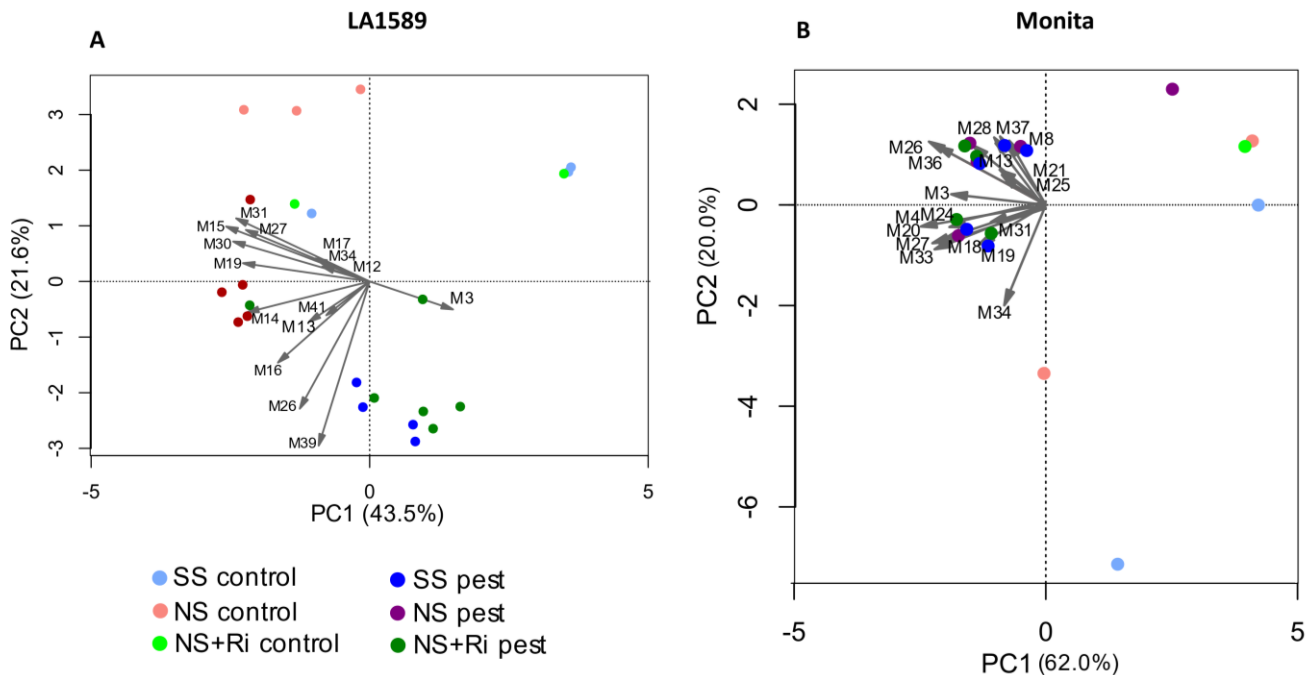 LA1589
Monita
A
B
3
2
1
0
-1
-2
-3
PC2 (21.6%)
M31
M15
M27
M30
M17
M34
M19
M12
M3
M41
M14
M13
M16
M26
M39
-5
0
5
PC1 (43.5%)
2
0
-2
-4
-6
PC2 (20.0%)
M28
M37
M8
M26
M36
M13
M21
M25
M3
M4
M24
M20
M31
M27
M18
M33
M19
M34
-5
0
5
PC1 (62.0%)
SS control
NS control
NS+Ri control
SS pest
NS pest
NS+Ri pest